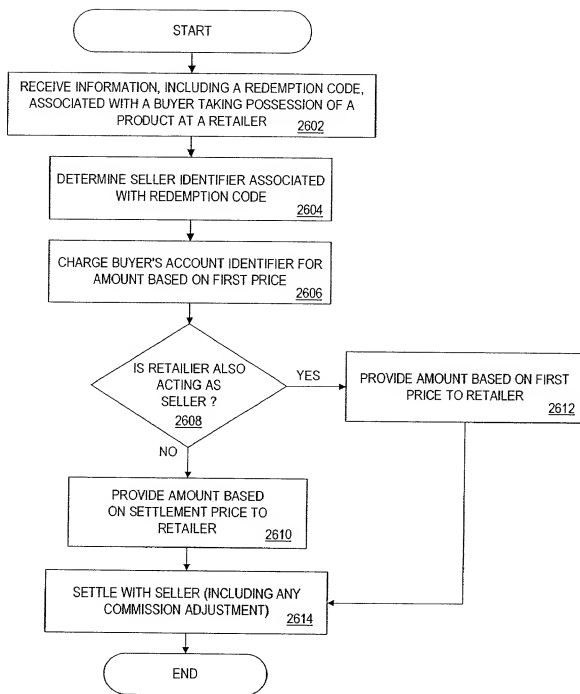 START
RECEIVE INFORMATION, INCLUDING A REDEMPTION CODE,
ASSOCIATED WITH A BUYER TAKING POSSESSION OF A
PRODUCT AT A RETAILER
2602
DETERMINE SELLER IDENTIFIER ASSOCIATED
WITH REDEMPTION CODE
2604
CHARGE BUYER'S ACCOUNT IDENTIFIER FOR
AMOUNT BASED ON FIRST PRICE
2606
IS RETAILIER ALSO
ACTING AS
SELLER ?
2608
YES
PROVIDE AMOUNT BASED ON FIRST
PRICE TO RETAILER
2612
NO
PROVIDE AMOUNT BASED
ON SETTLEMENT PRICE TO
RETAILER
2610
SETTLE WITH SELLER (INCLUDING ANY
COMMISSION ADJUSTMENT)
2614
END